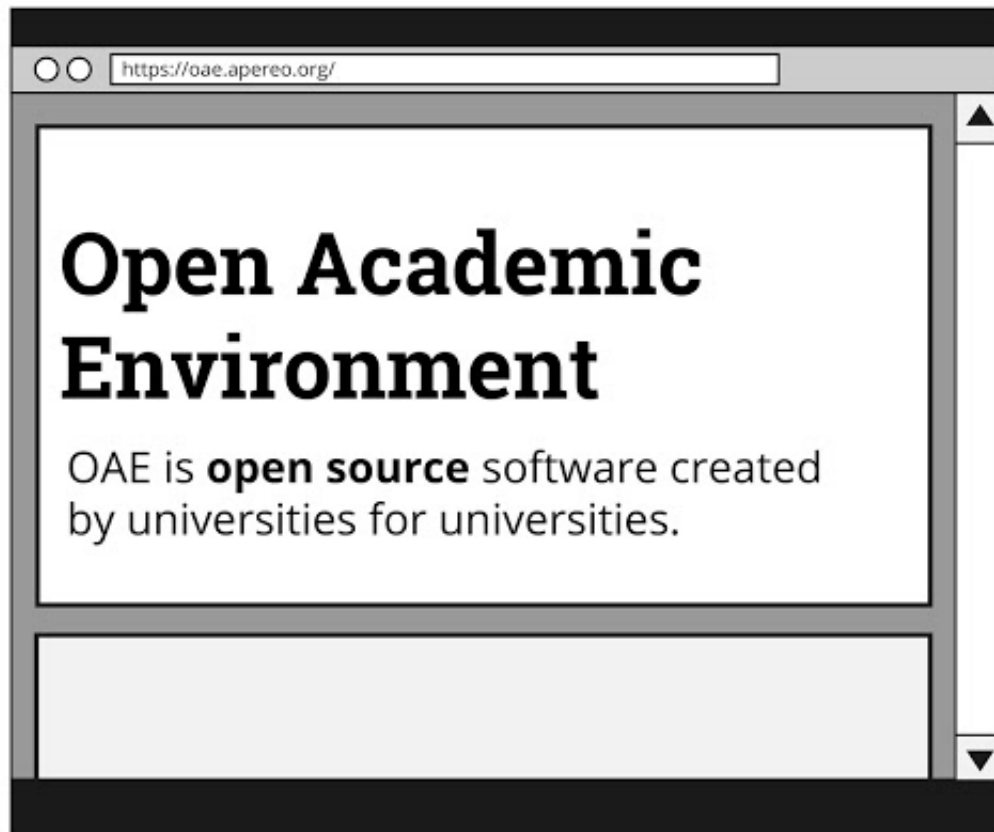 https://oae.apereo.org/
Open Academic
Environment
OAE is open source software created
by universities for universities.